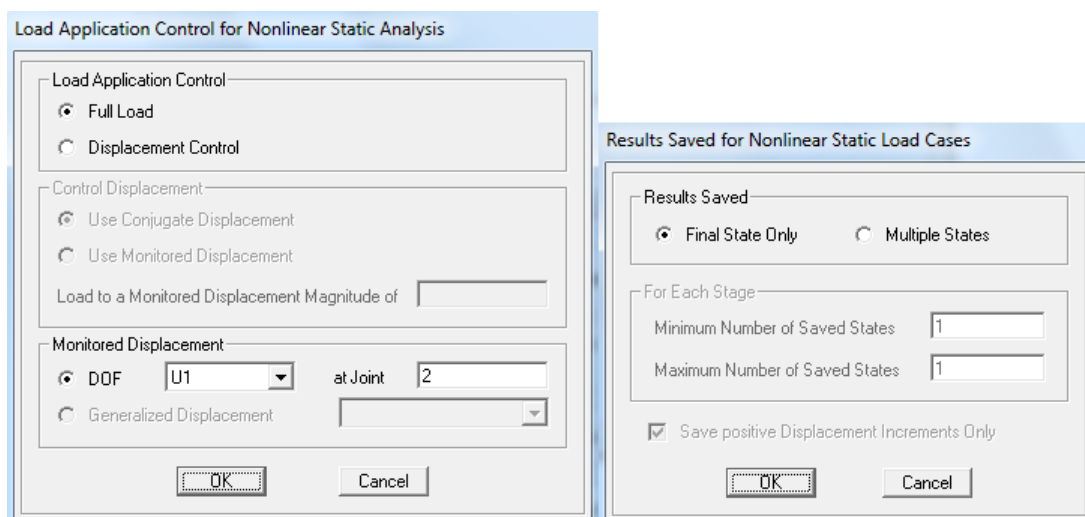 Load Application Control for Nonlinear Static Analysis
Load Application Control
Full Load
Displacement Control
Control Displacement
Use Conjugate Displacement
Use Monitored Displacement
Load to a Monitored Displacement Magnitude of
Monitored Displacement
DOF U1 at Joint 2
Generalized Displacement
OK Cancel
Results Saved for Nonlinear Static Load Cases
Results Saved
Final State Only Multiple States
For Each Stage
Minimum Number of Saved States 1
Maximum Number of Saved States 1
Save positive Displacement Increments Only
OK Cancel